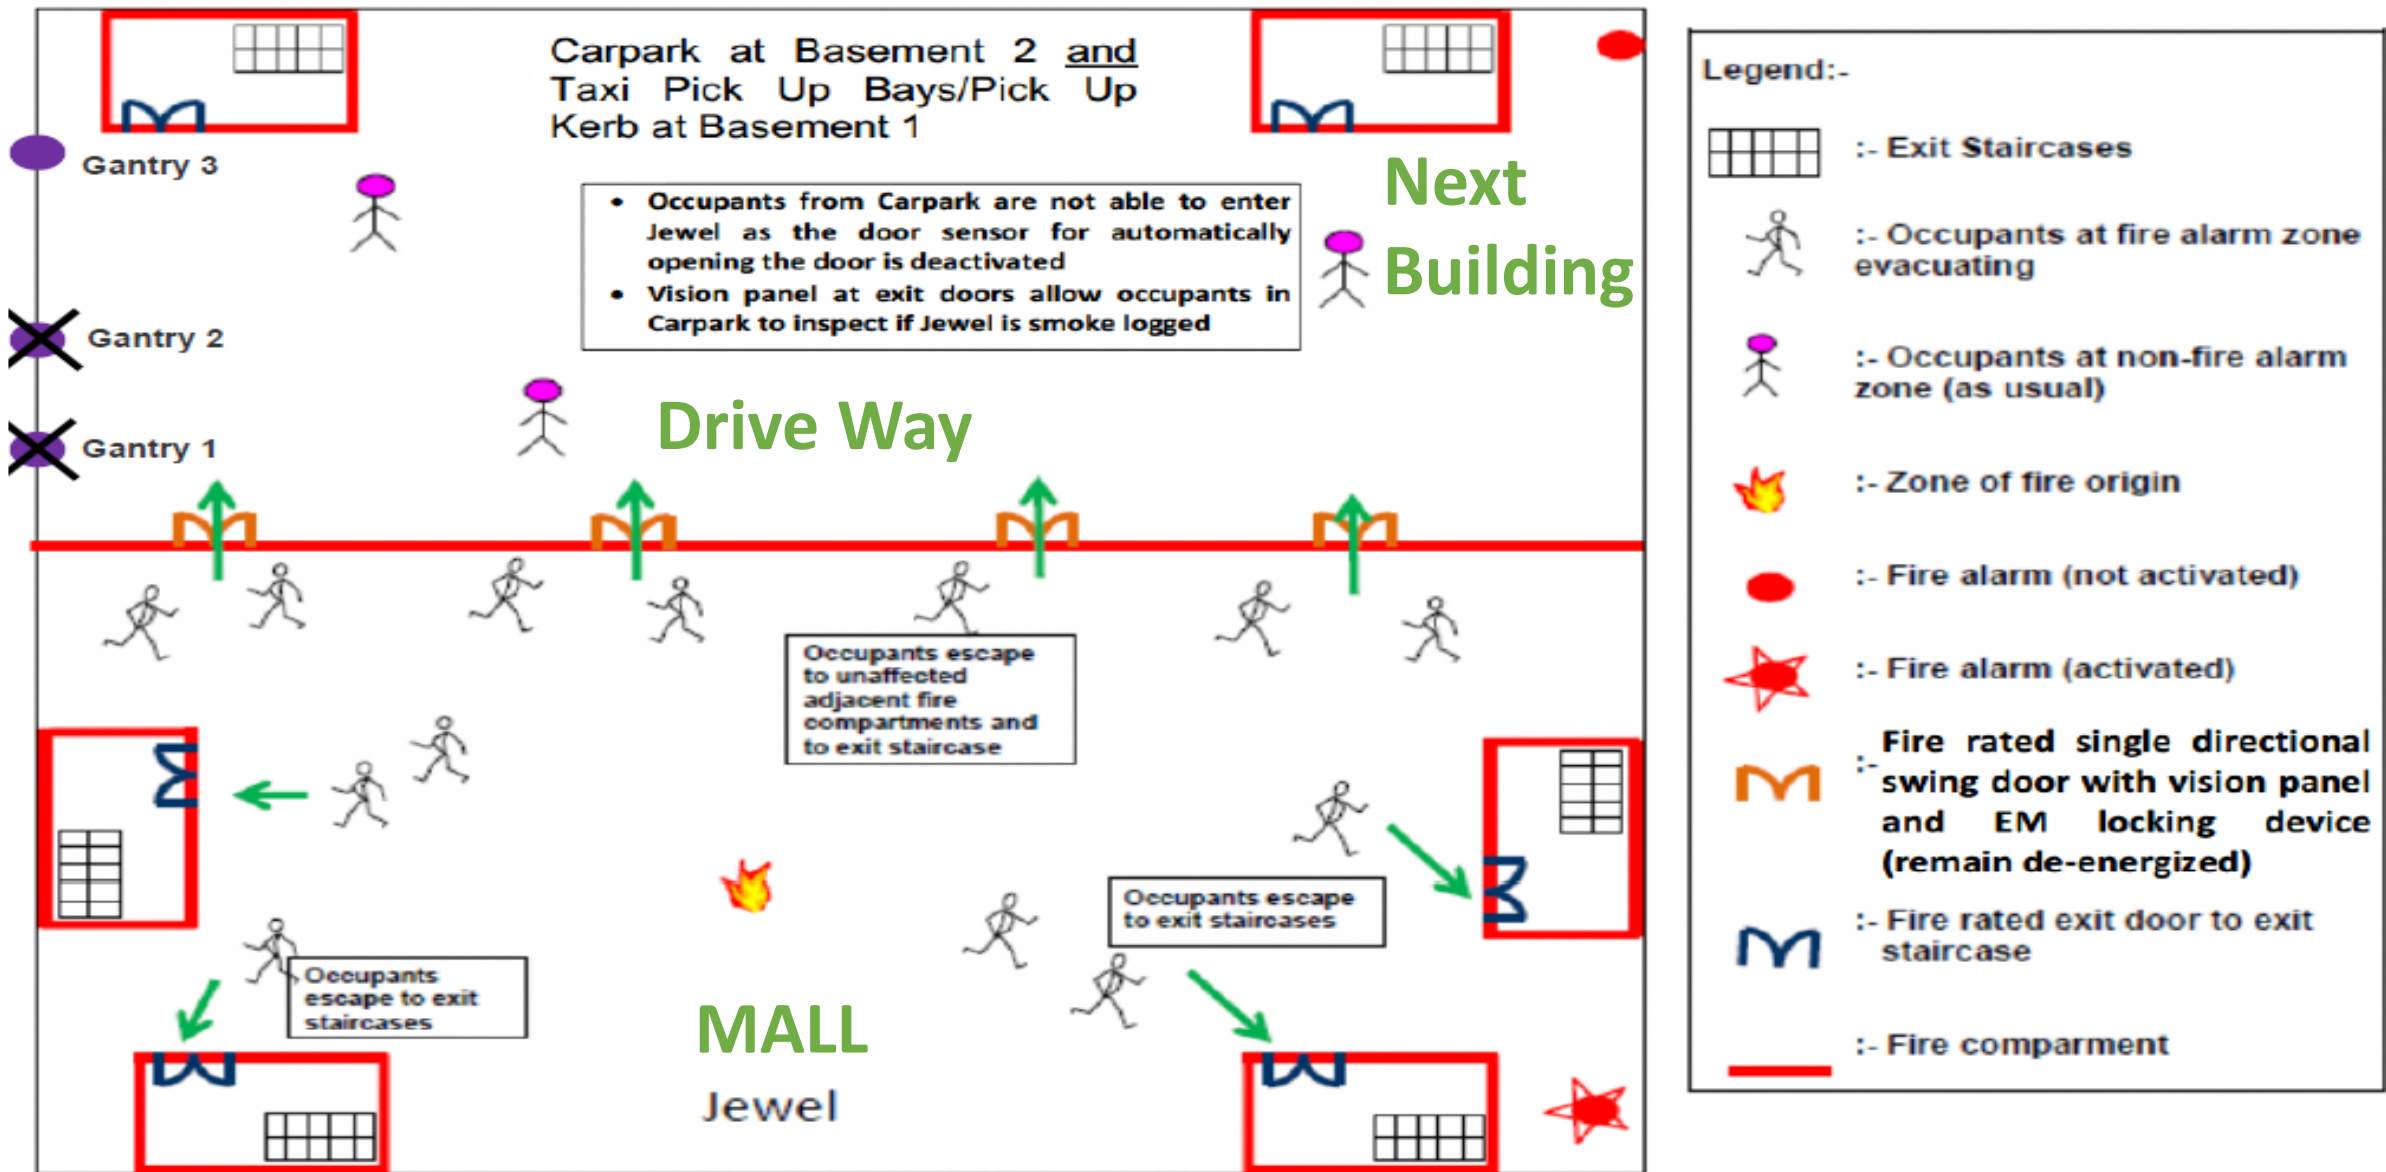 Carpark at Basement 2 and
Taxi Pick Up Bays/Pick Up
Kerb at Basement 1
Gantry 3
Next
Building
• Occupants from Carpark are not able to enter
Jewel as the door sensor for automatically
opening the door is deactivated
• Vision panel at exit doors allow occupants in
Carpark to inspect if Jewel is smoke logged
Gantry 2
Drive Way
Gantry 1
Occupants escape
to unaffected
adjacent fire
compartments and
to exit staircase
Occupants escape
to exit staircases
Occupants
escape to exit
staircases
MALL
Jewel
Legend:-
:- Exit Staircases
:- Occupants at fire alarm zone
evacuating
:- Occupants at non-fire alarm
zone (as usual)
:- Zone of fire origin
:- Fire alarm (not activated)
:- Fire alarm (activated)
:- Fire rated single directional
swing door with vision panel
and EM locking device
(remain de-energized)
:- Fire rated exit door to exit
staircase
:- Fire comparment